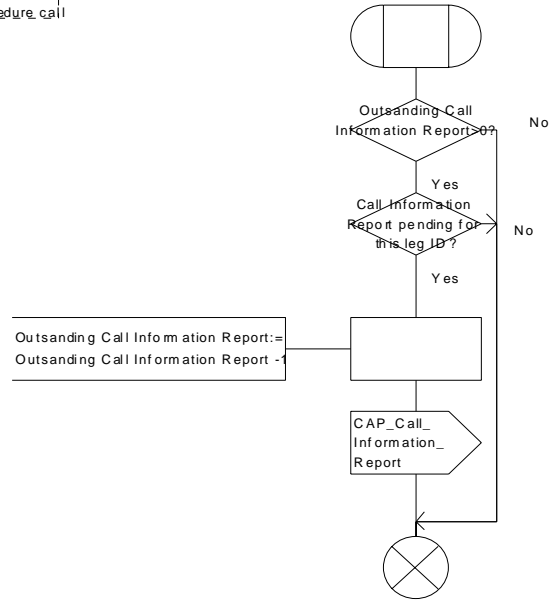 edure call
Outsanding Call
Information Report>0?
No
Yes
Call Information
Report pending for
this leg ID?
No
Yes
Outsanding Call Information Report:=
Outsanding Call Information Report -1
CAP_Call_
Information_
Report